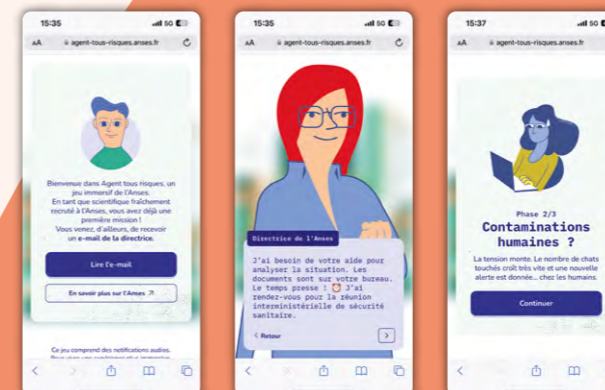 15:35
5G
AA agent-tous-risques.anses.fr
Bienvenue dans Agent tous risques, un
jeu immersif de l'Anses.
En tant que scientifique fraîchement
recruté à l'Anses, vous avez déjà une
première mission !
Vous venez, d'ailleurs, de recevoir
un e-mail de la directrice.
Lire l'e-mail
En savoir plus sur l'Anses
Ce jeu comprend des notifications audios.
15:35
5G
AA agent-tous-risques.anses.fr
Directrice de l'Anses
J'ai besoin de votre aide pour
analyser la situation. Les
documents sont sur votre bureau.
Le temps presse ! ⏰ J'ai
rendez-vous pour la réunion
interministérielle de sécurité
sanitaire.
< Retour
>
15:37
5G
AA agent-tous-risques.anses.fr
Phase 2/3
Contaminations
humaines ?
La tension monte. Le nombre de chats
touchés croît très vite et une nouvelle
alerte est donnée... chez les humains.
Continuer